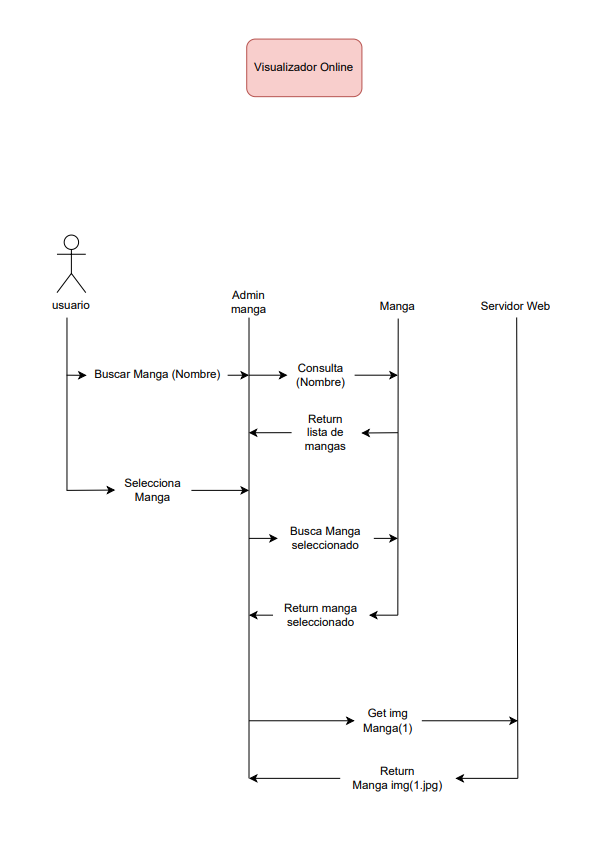 Visualizador Online
usuario
Admin
manga
Manga
Servidor Web
Buscar Manga (Nombre)
Consulta
(Nombre)
Return
lista de
mangas
Selecciona
Manga
Busca Manga
seleccionado
Return manga
seleccionado
Get img
Manga(1)
Return
Manga img(1.jpg)